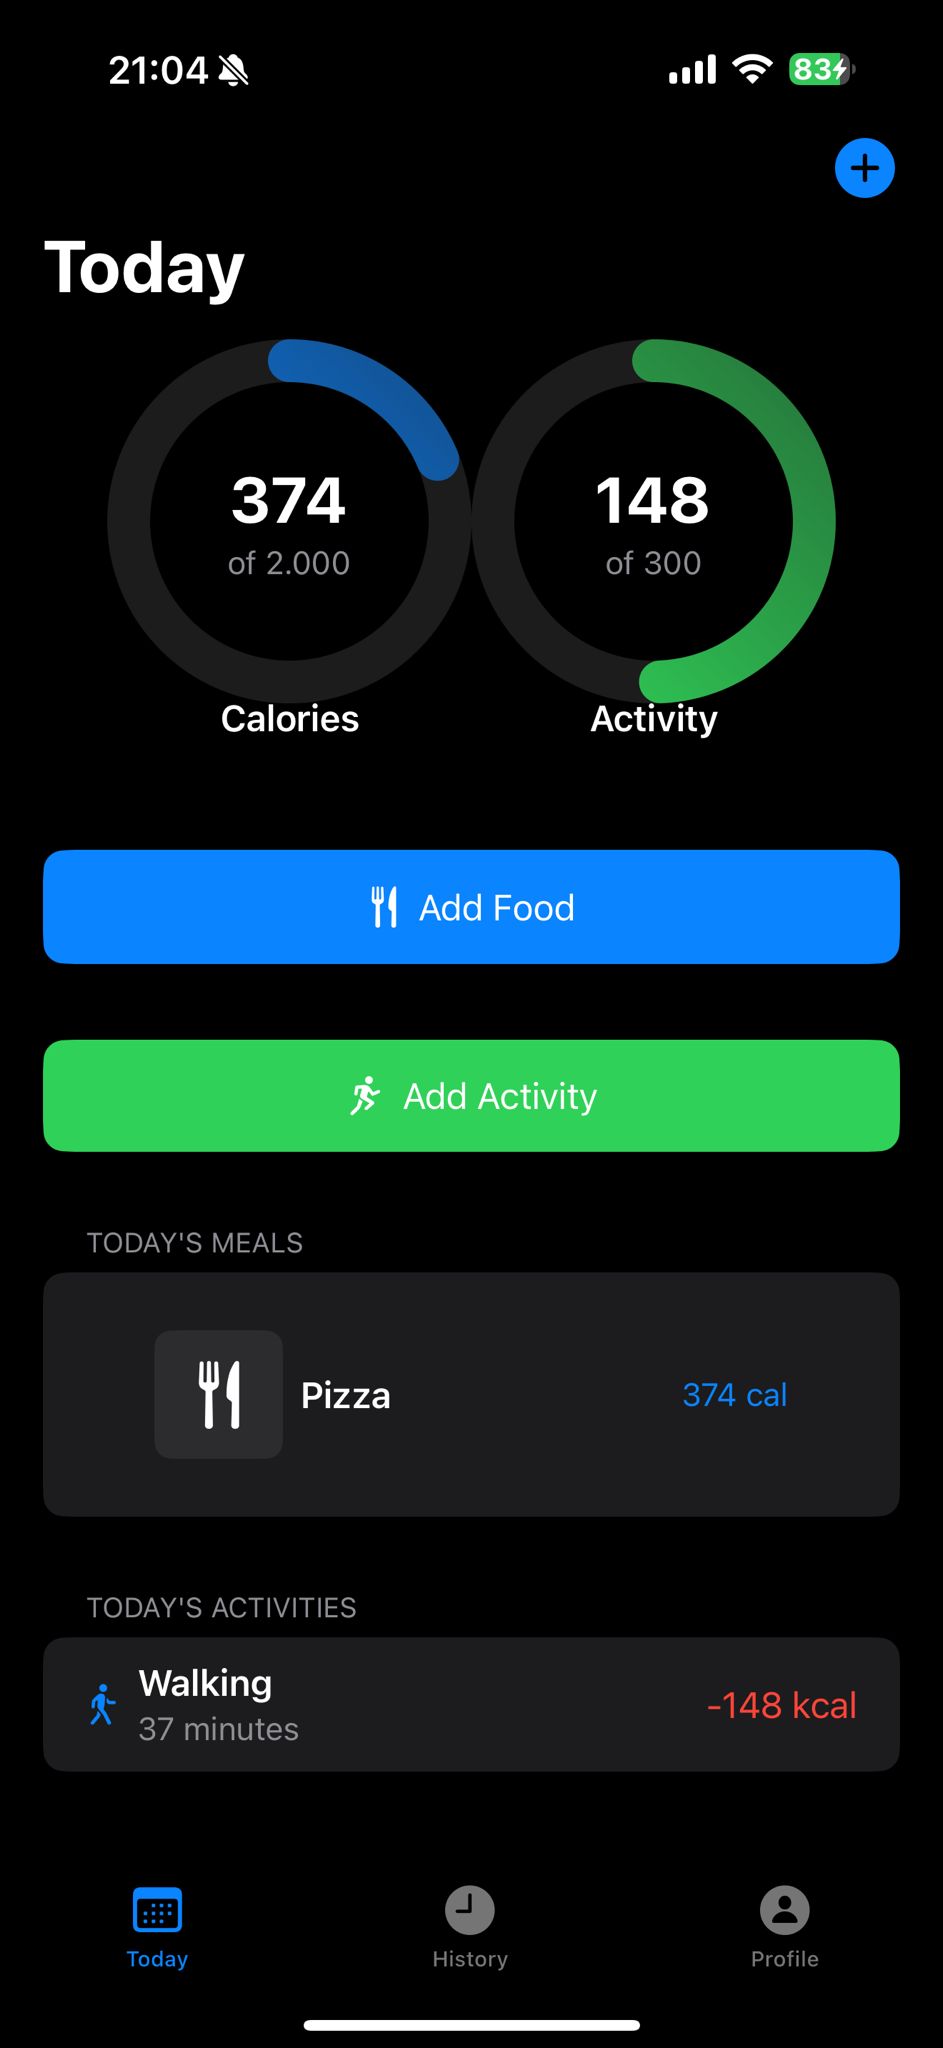 21:04
83
Today
374
of 2.000
Calories
148
of 300
Activity
Add Food
Add Activity
TODAY'S MEALS
Pizza
374 cal
TODAY'S ACTIVITIES
Walking
37 minutes
-148 kcal
Today
History
Profile